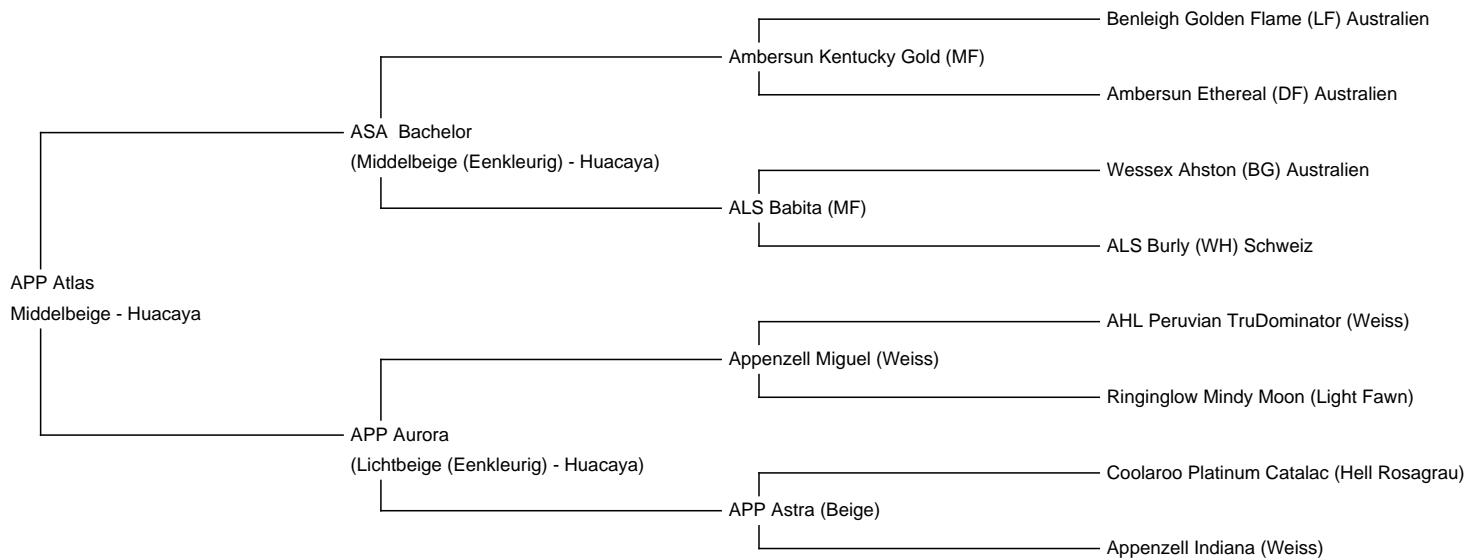 Benleigh Golden Flame (LF) Australien
Ambersun Kentucky Gold (MF)
Ambersun Ethereal (DF) Australien
ASA  Bachelor
(Middelbeige (Eenkleurig) - Huacaya)
Wessex Ahston (BG) Australien
ALS Babita (MF)
ALS Burly (WH) Schweiz
APP Atlas
Middelbeige - Huacaya
AHL Peruvian TruDominator (Weiss)
Appenzell Miguel (Weiss)
Ringinglow Mindy Moon (Light Fawn)
APP Aurora
(Lichtbeige (Eenkleurig) - Huacaya)
Coolaroo Platinum Catalac (Hell Rosagrau)
APP Astra (Beige)
Appenzell Indiana (Weiss)